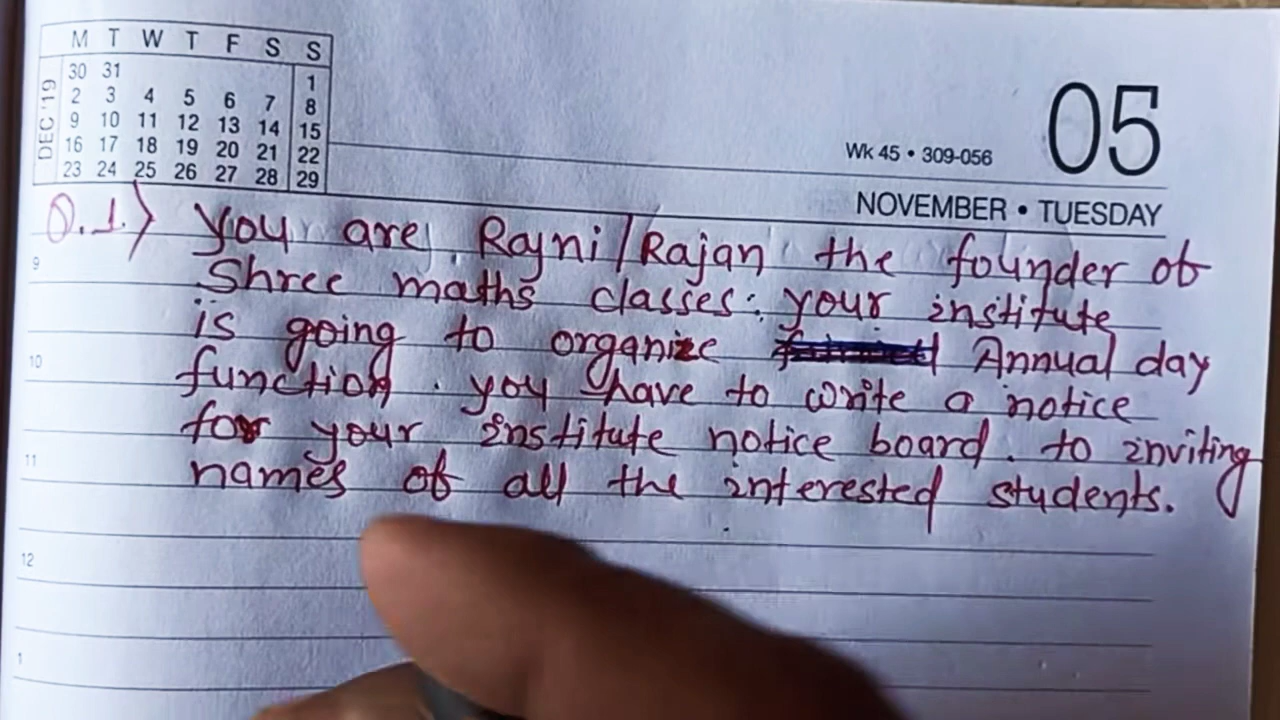 M T W T F S S
30 31 1
DEC '19 2 3 4 5 6 7 8
9 10 11 12 13 14 15
16 17 18 19 20 21 22
23 24 25 26 27 28 29
Wk 45 • 309-056
05
NOVEMBER • TUESDAY
Q.1) You are Rajni/Rajan the founder of
9
Shree maths classes. your institute
is going to organize Annual day
10
function. you have to write a notice
for your institute notice board. to inviting
11
names of all the interested students.
12
1